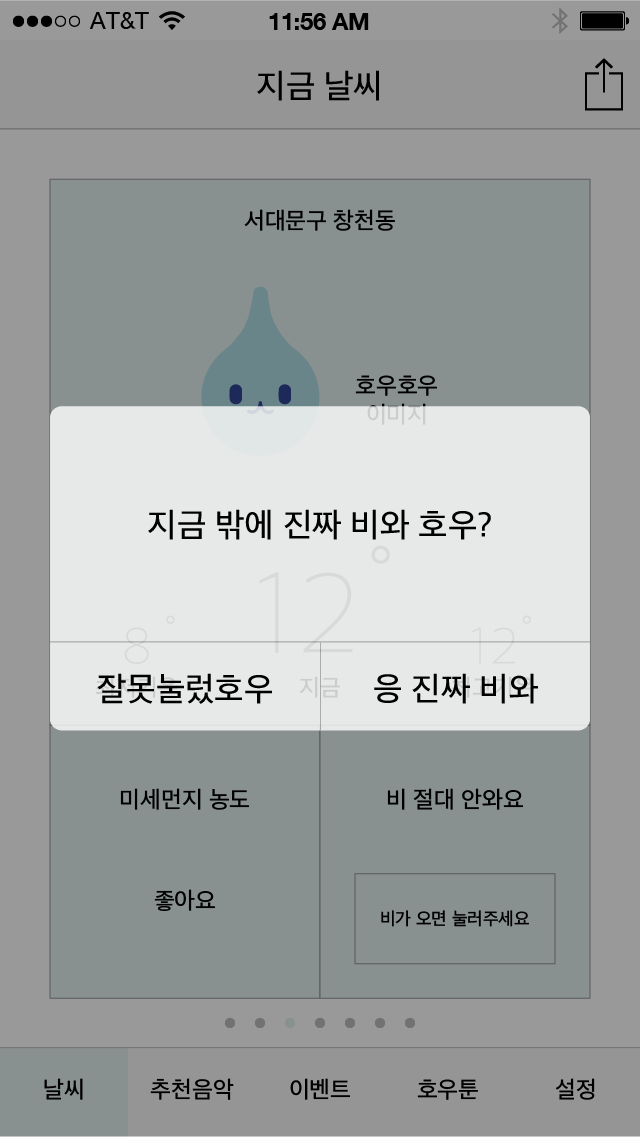 AT&T 11:56 AM
지금 날씨
서대문구 창천동
호우호우
이미지
지금 밖에 진짜 비와 호우?
12°
8° 12°
지금
잘못눌렀호우 응 진짜 비와
미세먼지 농도 비 절대 안와요
좋아요 비가 오면 눌러주세요
날씨 추천음악 이벤트 호우툰 설정